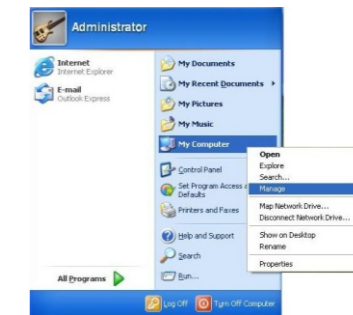 Administrator
Internet
Internet Explorer
E-mail
Outlook Express
All Programs
My Documents
My Recent Documents
My Pictures
My Music
My Computer
Control Panel
Set Program Access
Defaults
Printers and Faxes
Help and Support
Search
Run...
Open
Explore
Search...
Manage
Map Network Drive...
Disconnect Network Drive...
Show on Desktop
Rename
Properties
Log Off
Turn Off Computer